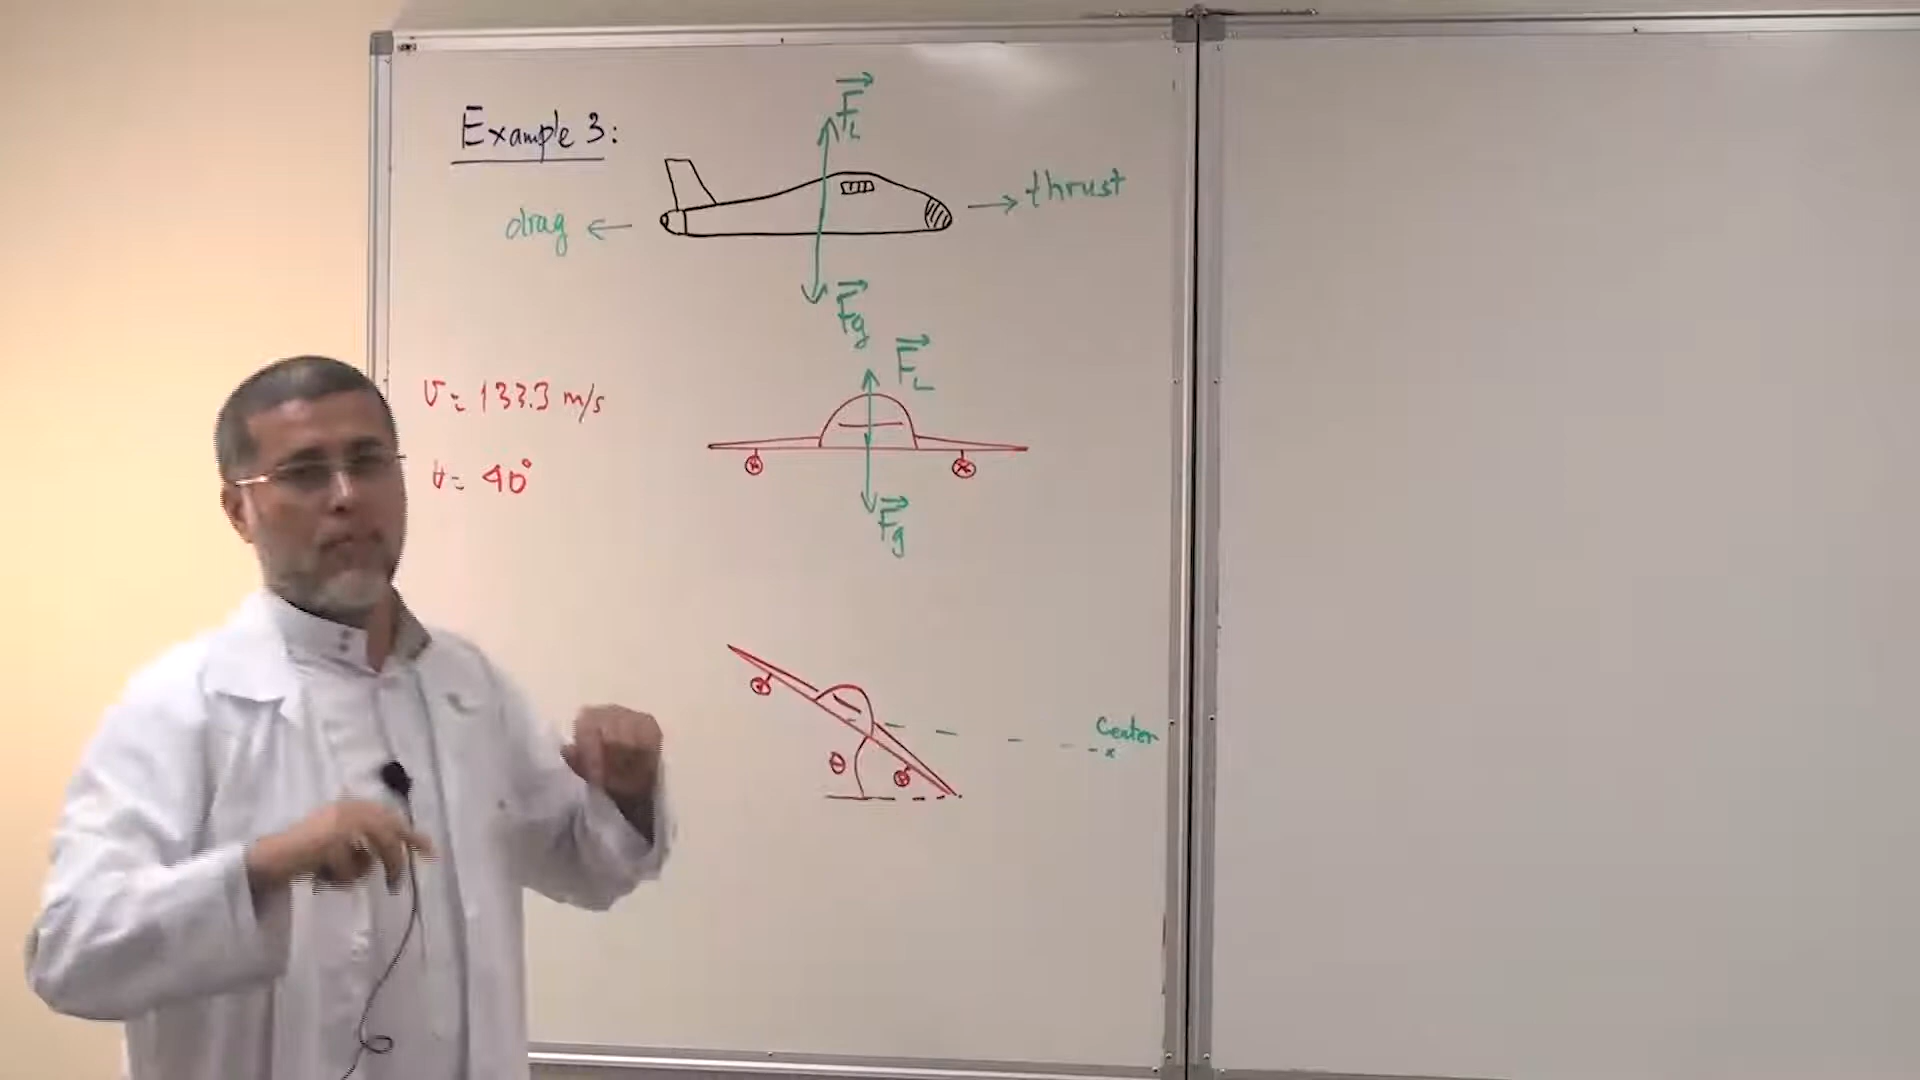 Example 3:
F_L
thrust
drag
F_g
F_L
v = 133.3 m/s
θ = 40°
F_g
Center
θ